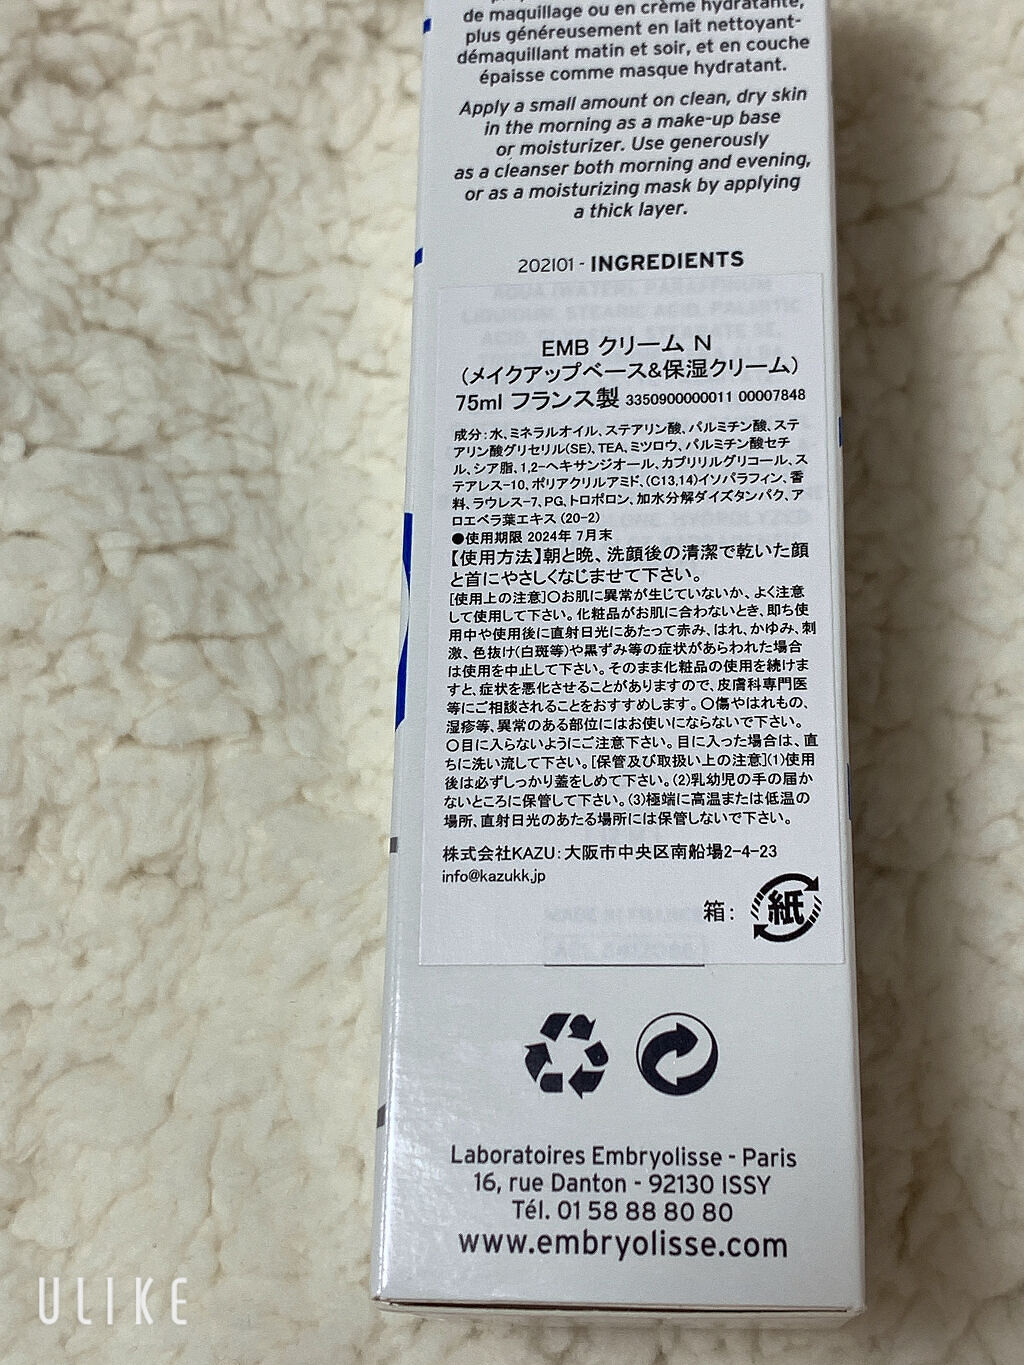 de maquillage ou en crème hydratante,
plus généreusement en lait nettoyant-
démaquillant matin et soir, et en couche
épaisse comme masque hydratant.
Apply a small amount on clean, dry skin
in the morning as a make-up base
or moisturizer. Use generously
as a cleanser both morning and evening,
or as a moisturizing mask by applying
a thick layer.
202I01 - INGREDIENTS
EMB クリーム N
(メイクアップベース&保湿クリーム)
75ml フランス製 3350900000011 00007848
成分:水、ミネラルオイル、ステアリン酸、パルミチン酸、ステ
アリン酸グリセリル(SE)、TEA、ミツロウ、パルミチン酸セチ
ル、シア脂、1,2-ヘキサンジオール、カプリリルグリコール、ス
テアレス-10、ポリアクリルアミド、(C13,14)イソパラフィン、香
料、ラウレス-7、PG、トロポロン、加水分解ダイズタンパク、ア
ロエベラ葉エキス (20-2)
●使用期限 2024年 7月末
【使用方法】朝と晩、洗顔後の清潔で乾いた顔
と首にやさしくなじませて下さい。
[使用上の注意]○お肌に異常が生じていないか、よく注意
して使用して下さい。化粧品がお肌に合わないとき、即ち使
用中や使用後に直射日光にあたって赤み、はれ、かゆみ、刺
激、色抜け(白斑等)や黒ずみ等の症状があらわれた場合
は使用を中止して下さい。そのまま化粧品の使用を続けま
すと、症状を悪化させることがありますので、皮膚科専門医
等にご相談されることをおすすめします。○傷やはれもの、
湿疹等、異常のある部位にはお使いにならないで下さい。
○目に入らないようにご注意下さい。目に入った場合は、直
ちに洗い流して下さい。[保管及び取扱い上の注意](1)使用
後は必ずしっかり蓋をしめて下さい。(2)乳幼児の手の届か
ないところに保管して下さい。(3)極端に高温または低温の
場所、直射日光のあたる場所には保管しないで下さい。
株式会社KAZU:大阪市中央区南船場2-4-23
info@kazukk.jp
箱: 紙
Laboratoires Embryolisse - Paris
16, rue Danton - 92130 ISSY
Tél. 01 58 88 80 80
www.embryolisse.com
ULIKE